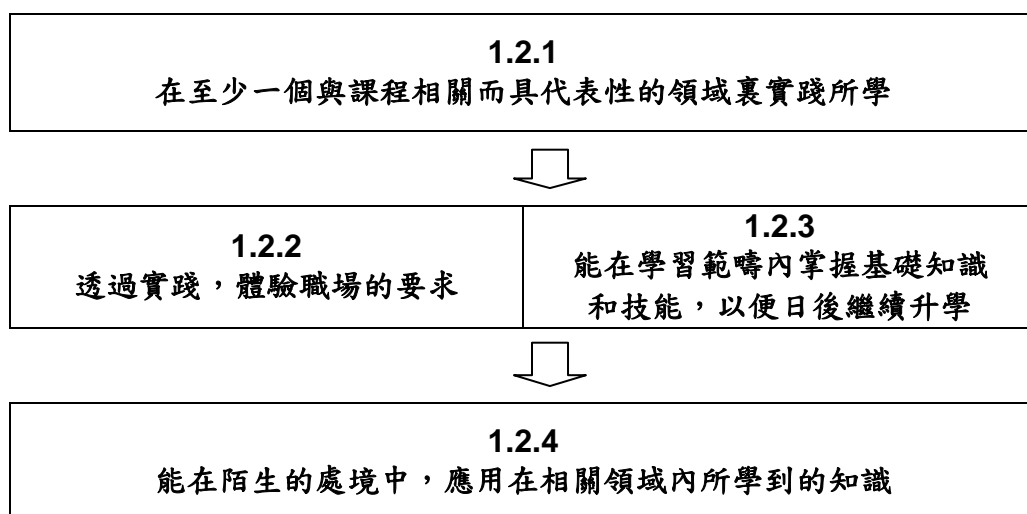 1.2.1
在至少一個與課程相關而具代表性的領域裏實踐所學
1.2.2
透過實踐，體驗職場的要求
1.2.3
能在學習範疇內掌握基礎知識
和技能，以便日後繼續升學
1.2.4
能在陌生的處境中，應用在相關領域內所學到的知識